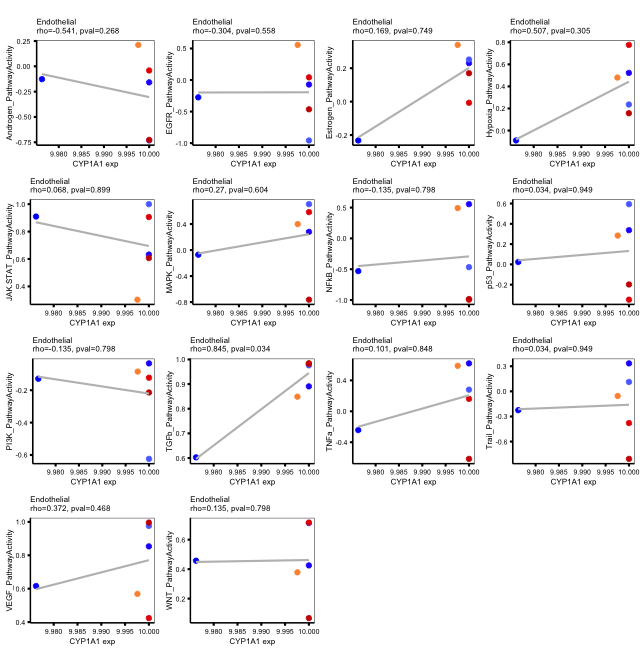 Endothelial
rho=-0.541, pval=0.268
Androgen_PathwayActivity
0.25
0.00
-0.25
-0.50
-0.75
9.980 9.985 9.990 9.995 10.000
CYP1A1 exp
Endothelial
rho=-0.304, pval=0.558
EGFR_PathwayActivity
0.5
0.0
-0.5
-1.0
9.980 9.985 9.990 9.995 10.000
CYP1A1 exp
Endothelial
rho=0.169, pval=0.749
Estrogen_PathwayActivity
0.2
0.0
-0.2
9.980 9.985 9.990 9.995 10.000
CYP1A1 exp
Endothelial
rho=0.507, pval=0.305
Hypoxia_PathwayActivity
0.8
0.6
0.4
0.2
0.0
9.980 9.985 9.990 9.995 10.000
CYP1A1 exp
Endothelial
rho=0.068, pval=0.899
JAK.STAT_PathwayActivity
1.0
0.8
0.6
0.4
9.980 9.985 9.990 9.995 10.000
CYP1A1 exp
Endothelial
rho=0.27, pval=0.604
MAPK_PathwayActivity
0.4
0.0
-0.4
-0.8
9.980 9.985 9.990 9.995 10.000
CYP1A1 exp
Endothelial
rho=-0.135, pval=0.798
NFkB_PathwayActivity
0.5
0.0
-0.5
-1.0
9.980 9.985 9.990 9.995 10.000
CYP1A1 exp
Endothelial
rho=0.034, pval=0.949
p53_PathwayActivity
0.6
0.4
0.2
0.0
-0.2
9.980 9.985 9.990 9.995 10.000
CYP1A1 exp
Endothelial
rho=-0.135, pval=0.798
PI3K_PathwayActivity
-0.2
-0.4
-0.6
9.980 9.985 9.990 9.995 10.000
CYP1A1 exp
Endothelial
rho=0.845, pval=0.034
TGFb_PathwayActivity
1.0
0.9
0.8
0.7
0.6
9.980 9.985 9.990 9.995 10.000
CYP1A1 exp
Endothelial
rho=0.101, pval=0.848
TNFa_PathwayActivity
0.4
0.0
-0.4
9.980 9.985 9.990 9.995 10.000
CYP1A1 exp
Endothelial
rho=0.034, pval=0.949
Trail_PathwayActivity
0.3
0.0
-0.3
-0.6
9.980 9.985 9.990 9.995 10.000
CYP1A1 exp
Endothelial
rho=0.372, pval=0.468
VEGF_PathwayActivity
1.0
0.8
0.6
0.4
9.980 9.985 9.990 9.995 10.000
CYP1A1 exp
Endothelial
rho=0.135, pval=0.798
WNT_PathwayActivity
0.6
0.4
0.2
9.980 9.985 9.990 9.995 10.000
CYP1A1 exp